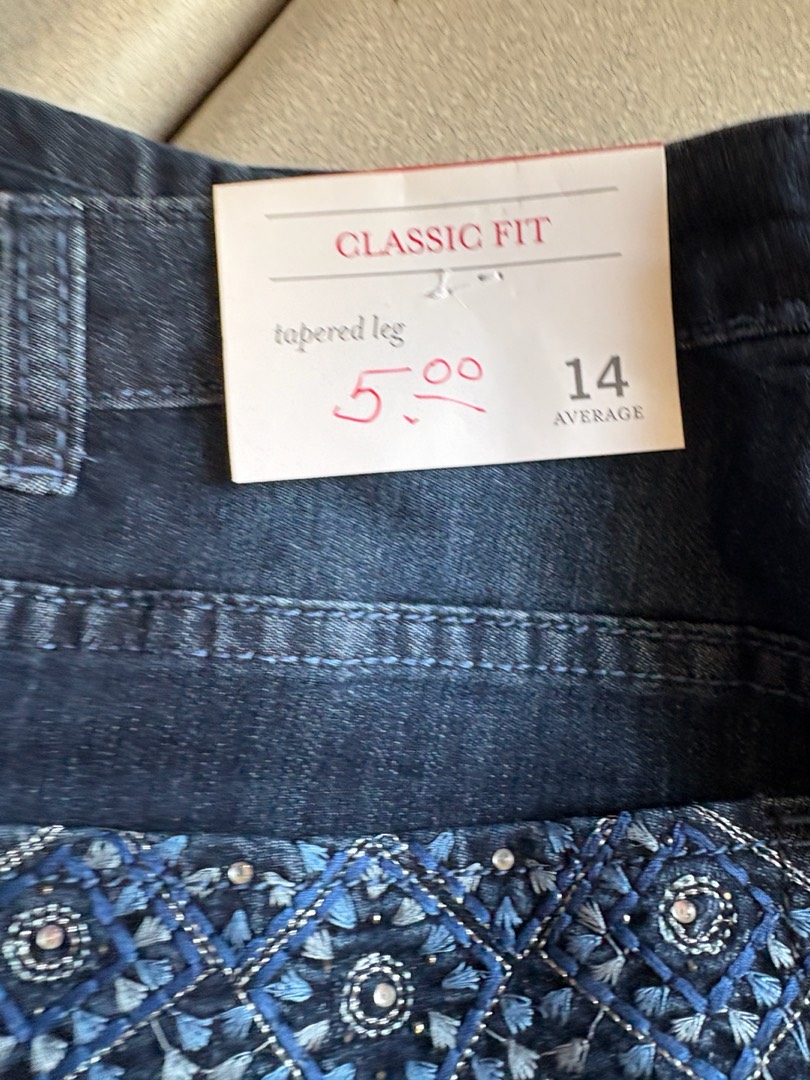 CLASSIC FIT
tapered leg
5.00
14
AVERAGE